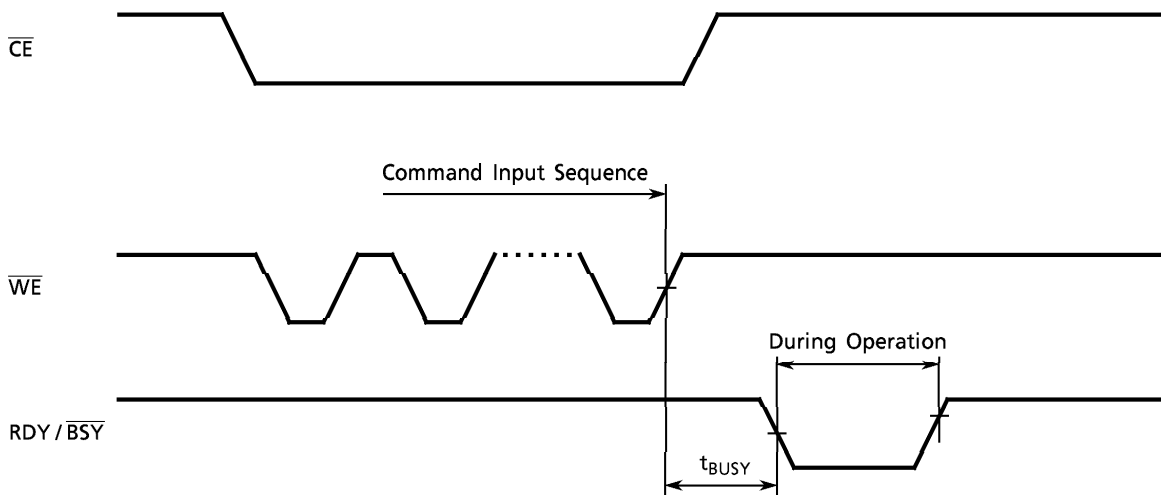 CE
Command Input Sequence
WE
During Operation
RDY / BSY
tBUSY